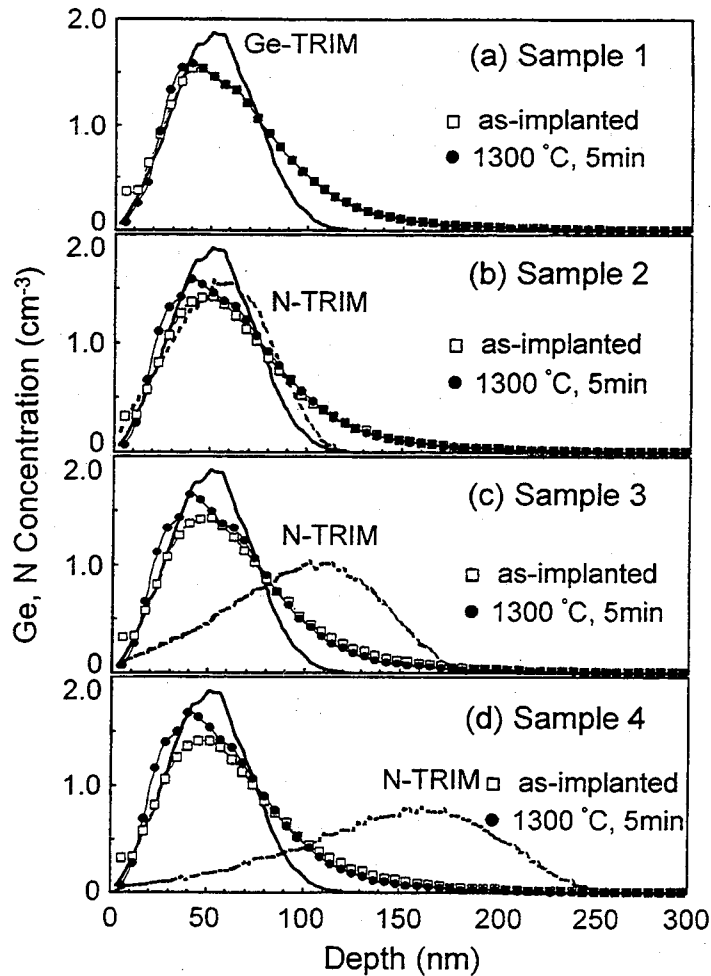 Ge, N Concentration (cm-3)
2.0
Ge-TRIM
(a) Sample 1
□ as-implanted
● 1300 °C, 5min
1.0
0
2.0
(b) Sample 2
N-TRIM
□ as-implanted
● 1300 °C, 5min
1.0
0
2.0
(c) Sample 3
N-TRIM
□ as-implanted
● 1300 °C, 5min
1.0
0
2.0
(d) Sample 4
N-TRIM □ as-implanted
● 1300 °C, 5min
1.0
0
0 50 100 150 200 250 300
Depth (nm)